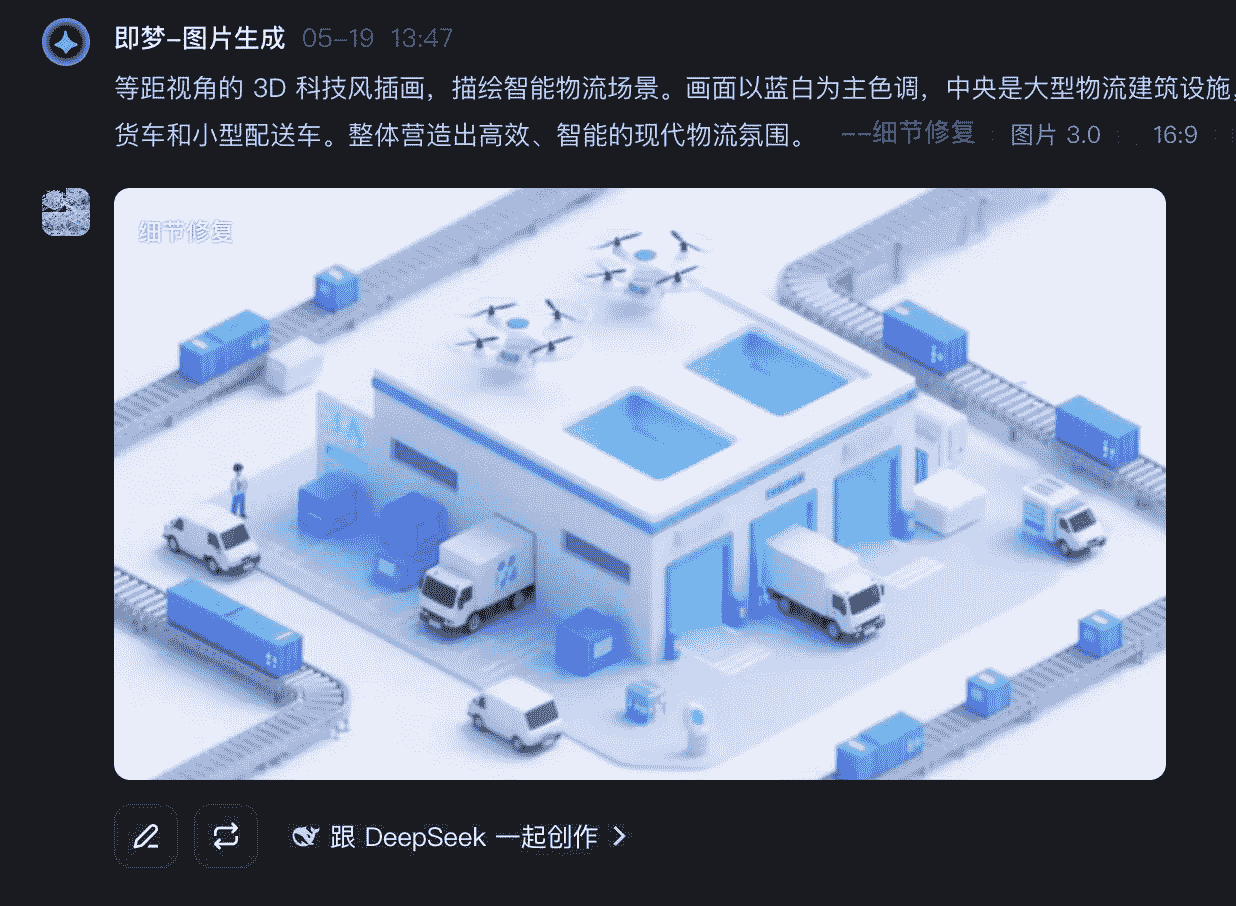 即梦-图片生成 05-19 13:47
等距视角的 3D 科技风插画，描绘智能物流场景。画面以蓝白为主色调，中央是大型物流建筑设施，
货车和小型配送车。整体营造出高效、智能的现代物流氛围。 --细节修复 图片 3.0 16:9
细节修复
跟 DeepSeek 一起创作